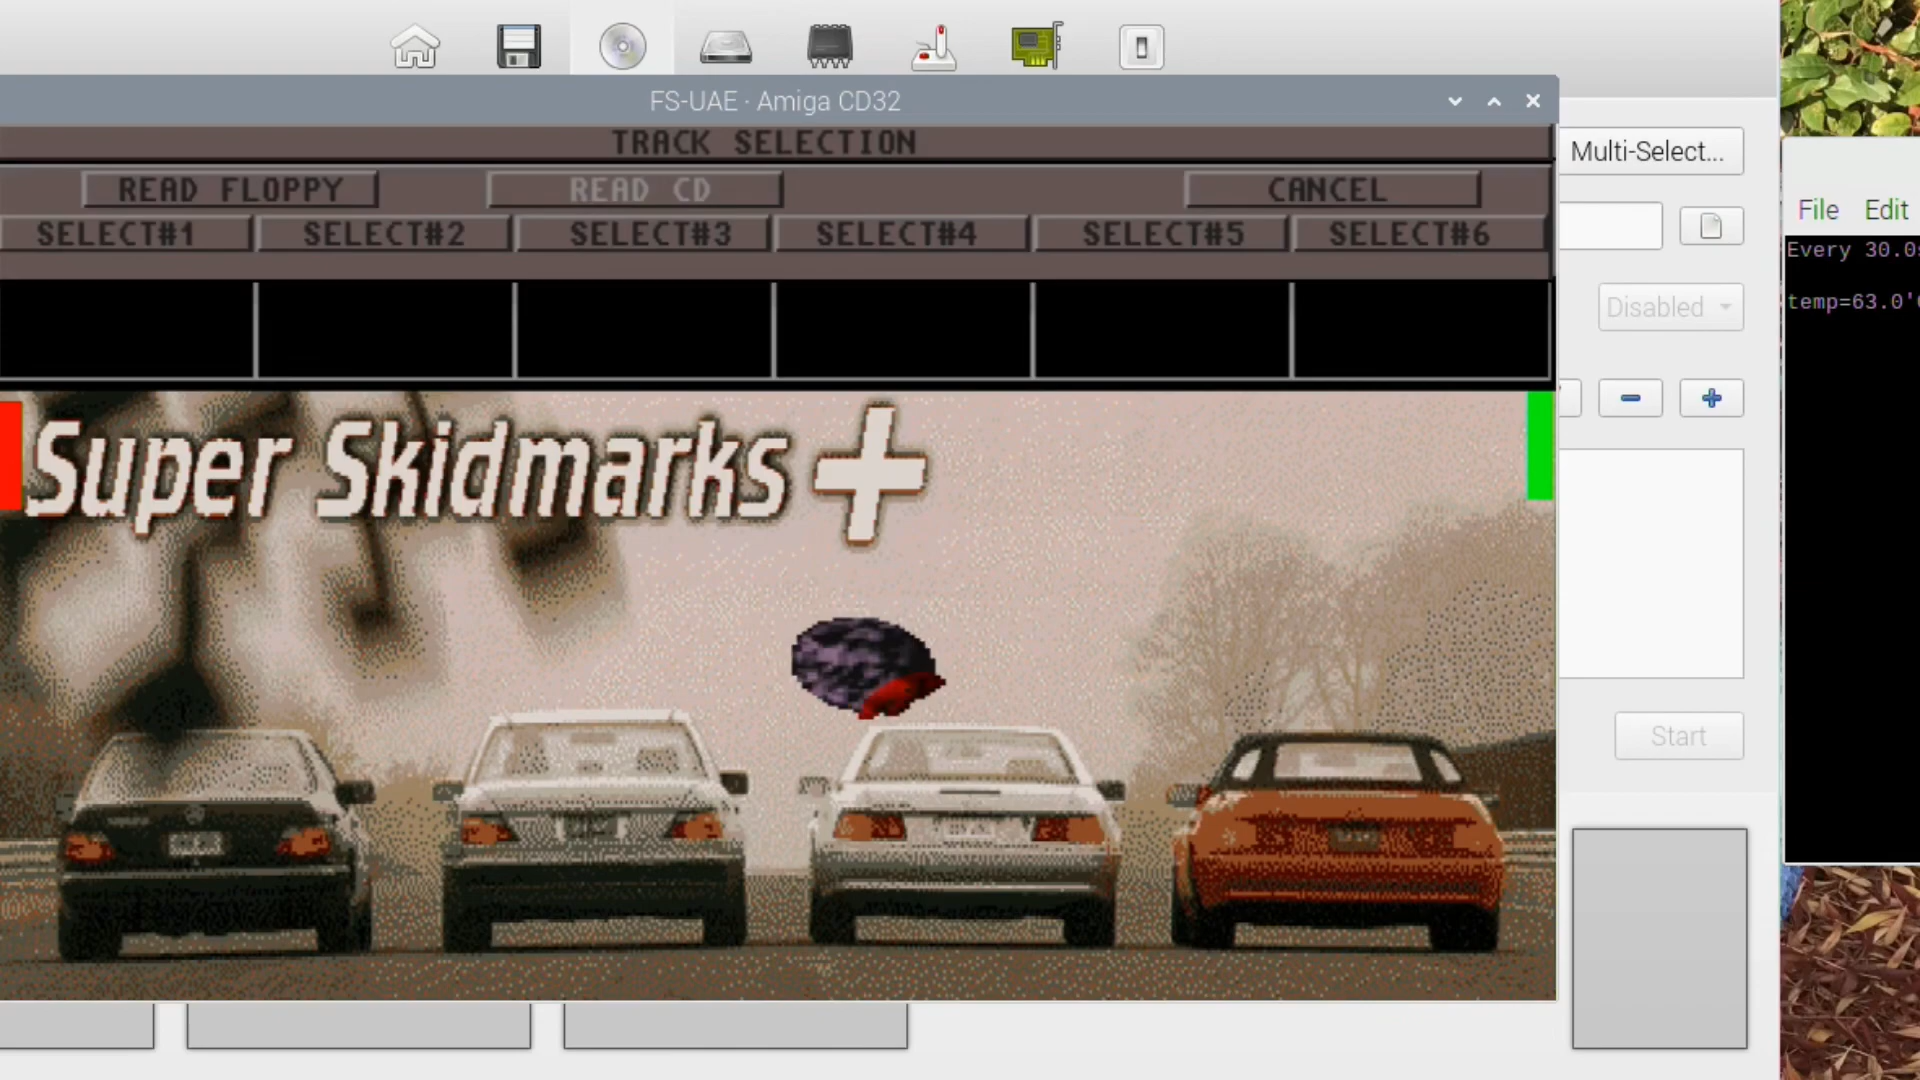 FS-UAE · Amiga CD32
TRACK SELECTION
READ FLOPPY READ CD CANCEL
SELECT#1 SELECT#2 SELECT#3 SELECT#4 SELECT#5 SELECT#6
Super Skidmarks +
Multi-Select...
Disabled
Start
File Edit
Every 30.0s
temp=63.0'